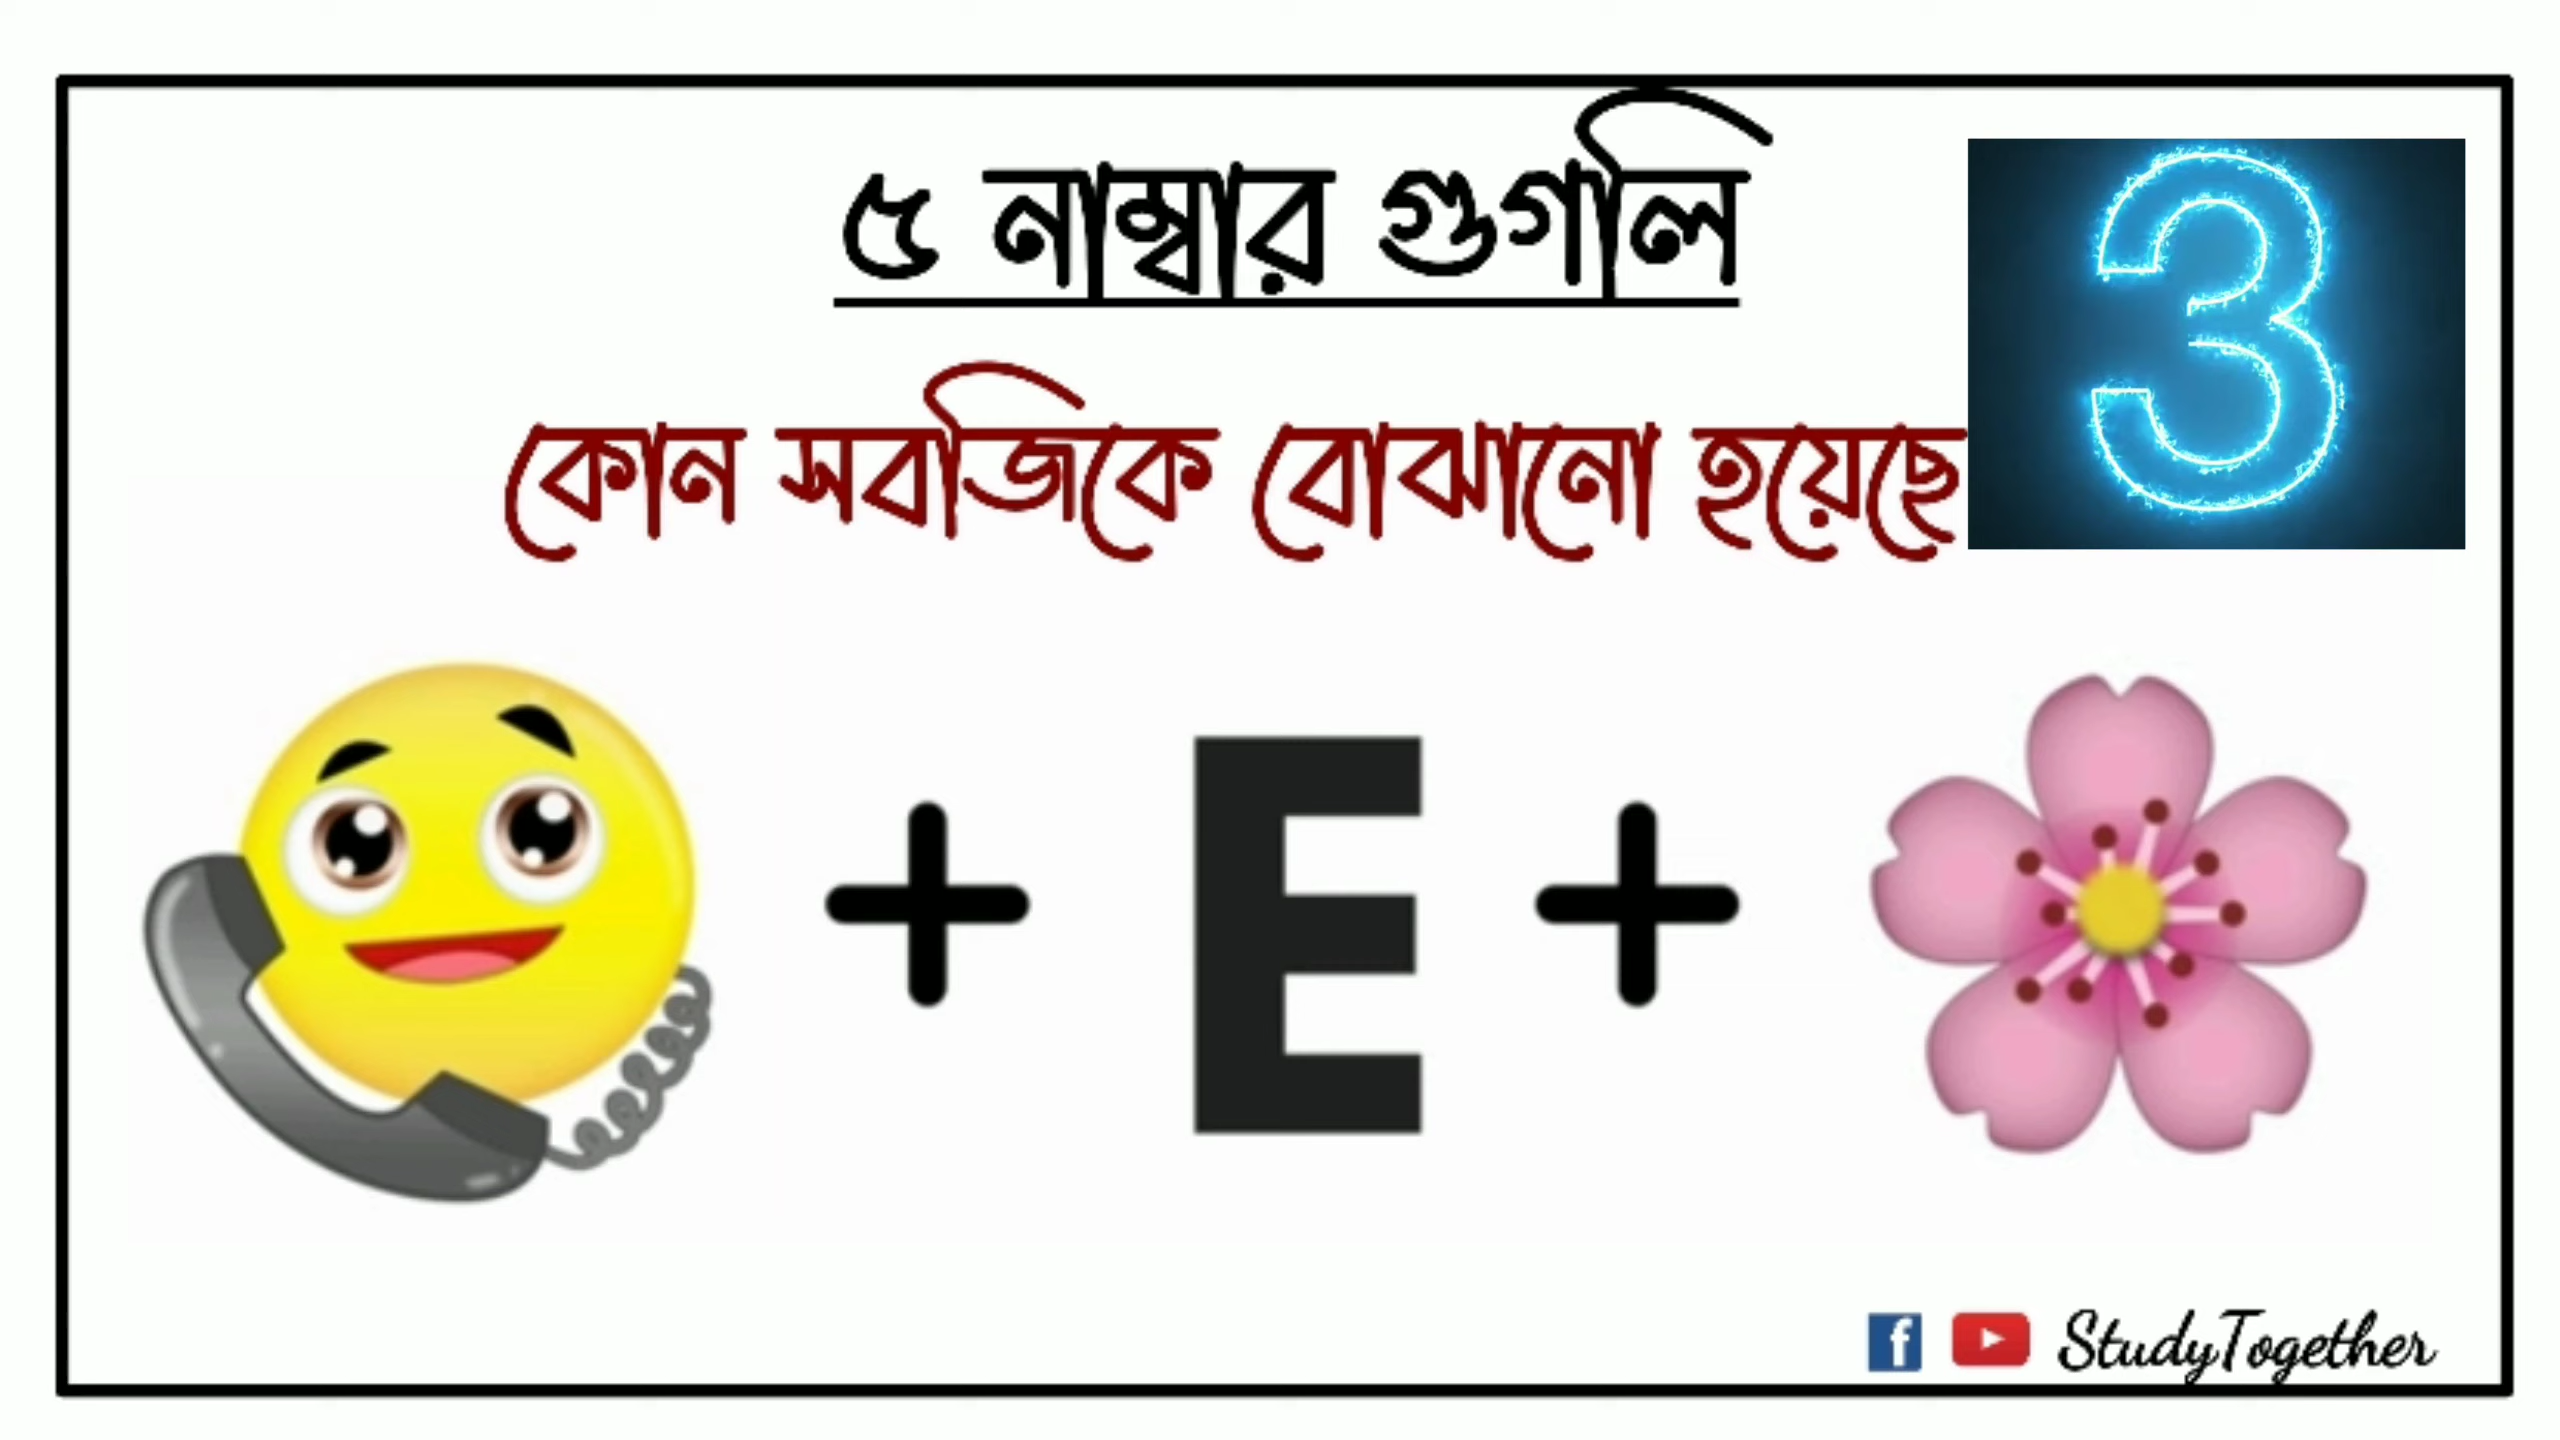 ৫ নাম্বার গুগলি
3
কোন সবজিকে বোঝানো হয়েছে
+ E +
StudyTogether